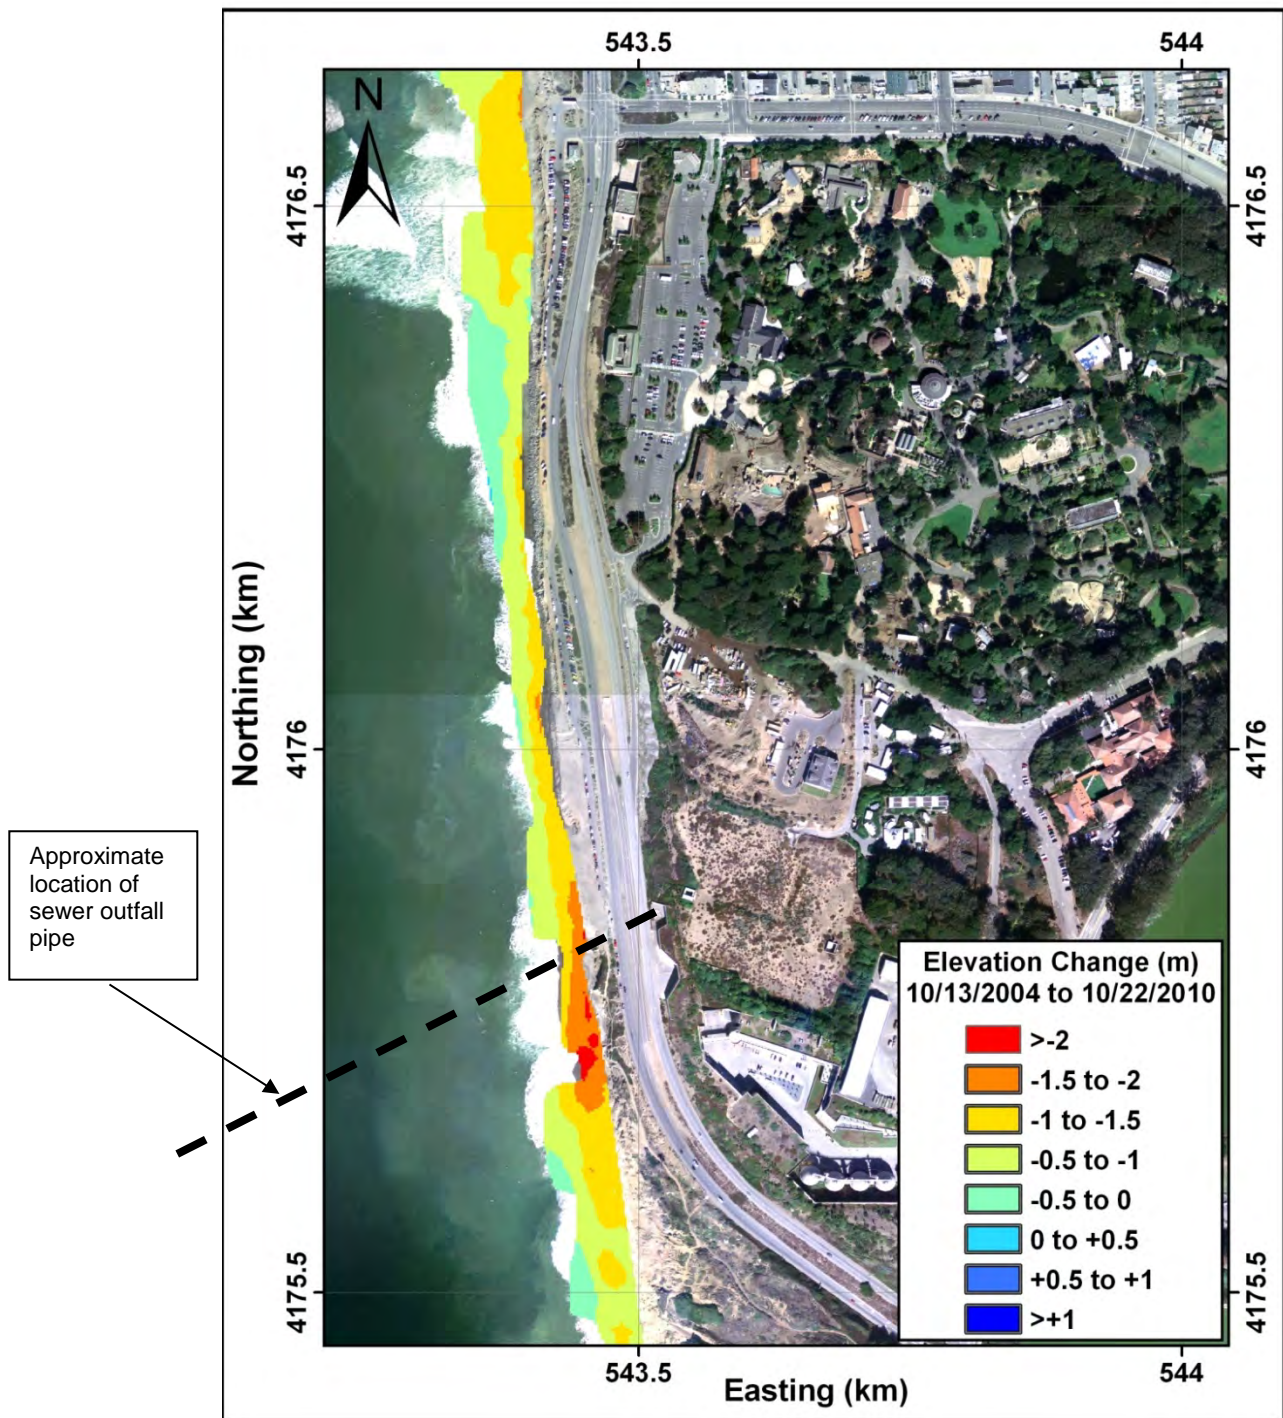 543.5
544
N
4176.5
4176.5
Northing (km)
4176
4176
Approximate
location of
sewer outfall
pipe
Elevation Change (m)
10/13/2004 to 10/22/2010
>-2
-1.5 to -2
-1 to -1.5
-0.5 to -1
-0.5 to 0
0 to +0.5
+0.5 to +1
>+1
4175.5
4175.5
543.5
544
Easting (km)